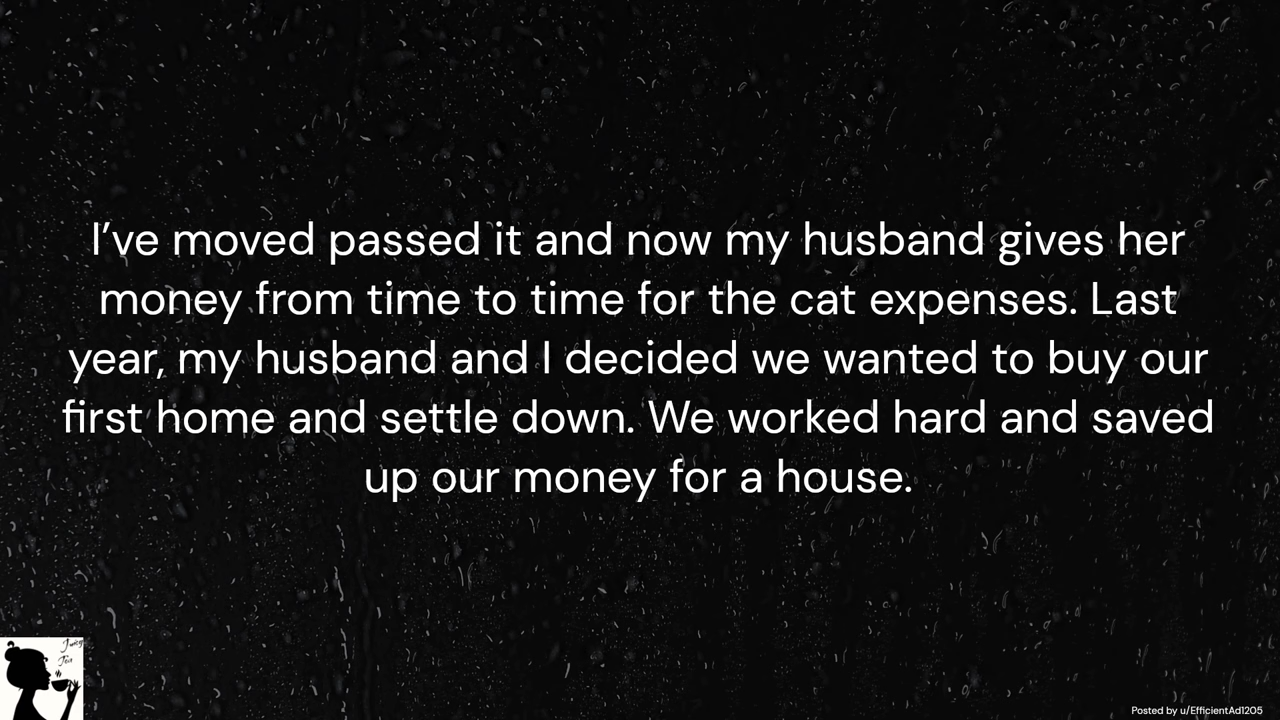 I’ve moved passed it and now my husband gives her
money from time to time for the cat expenses. Last
year, my husband and I decided we wanted to buy our
first home and settle down. We worked hard and saved
up our money for a house.
Tea
Posted by u/EfficientAd1205